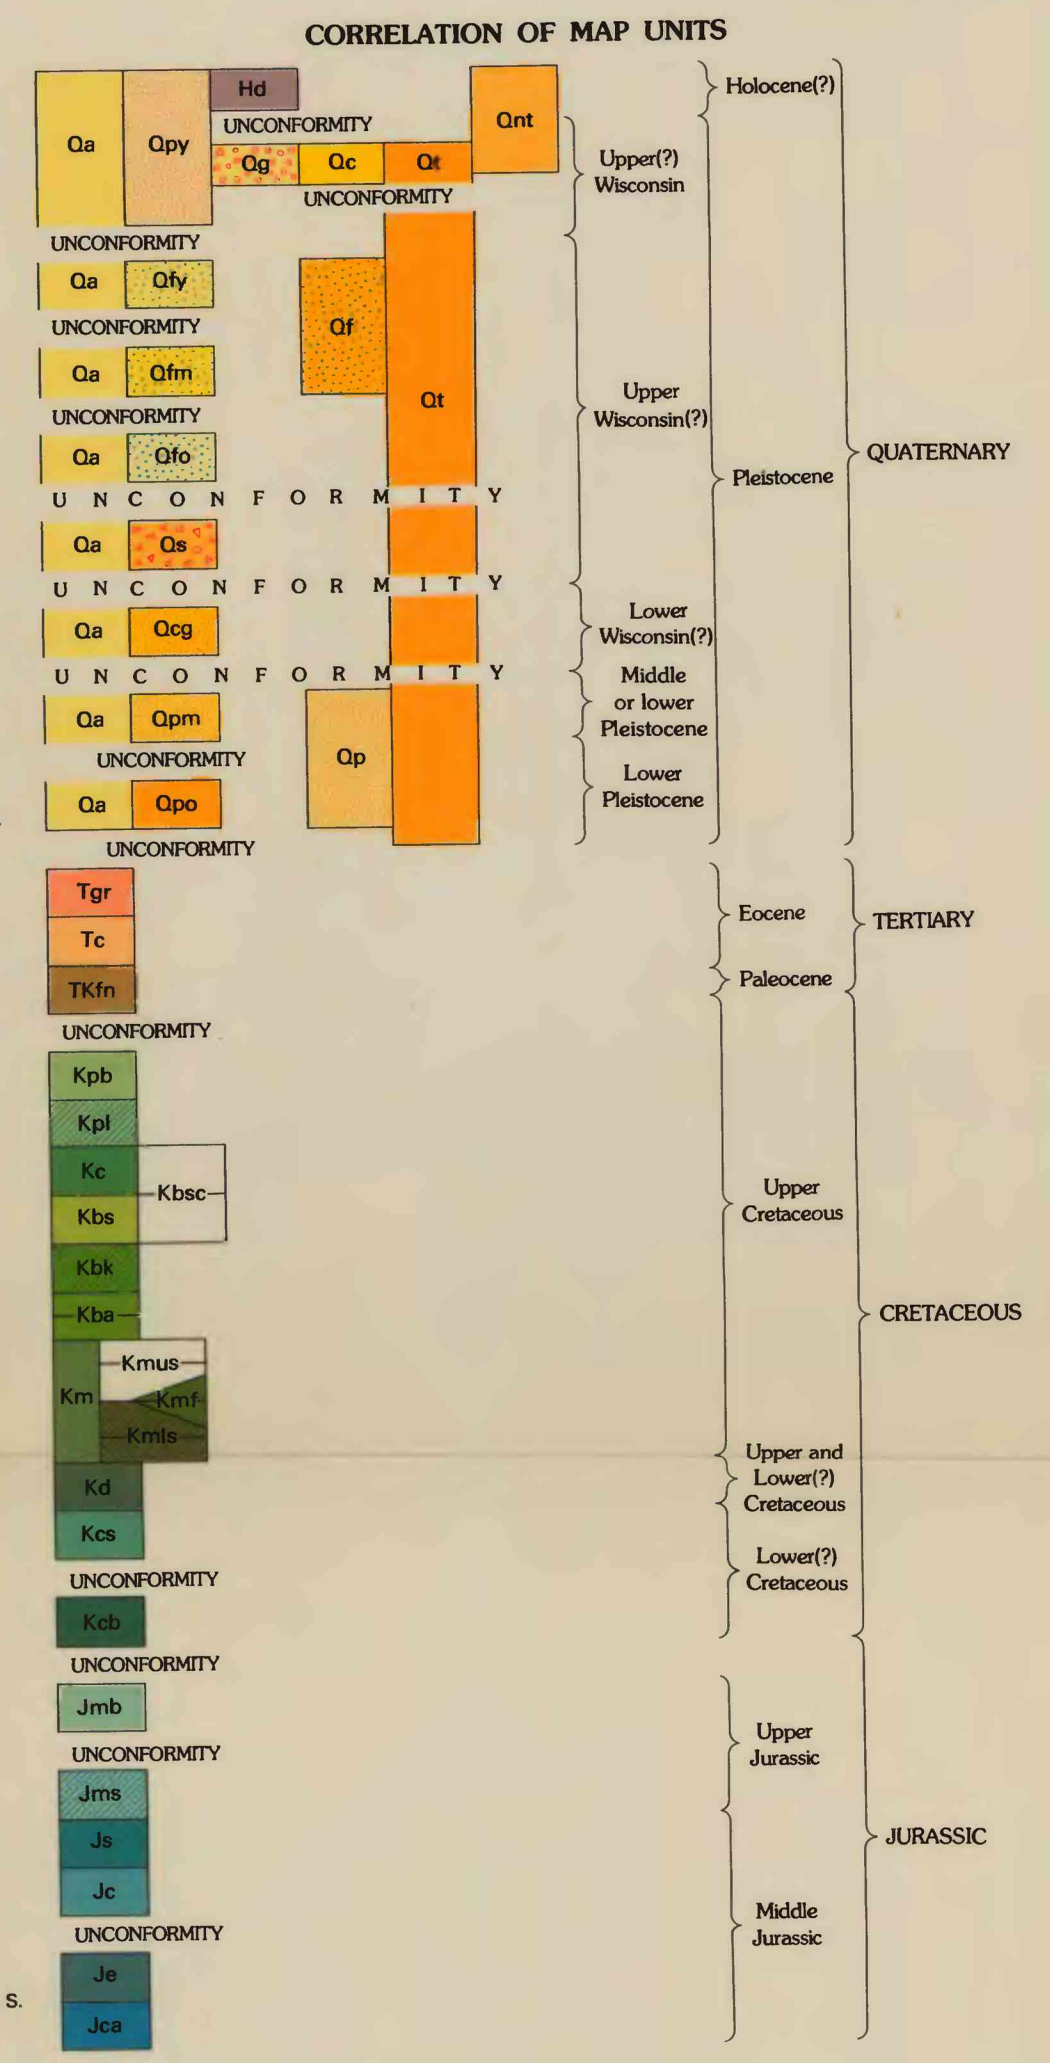 CORRELATION OF MAP UNITS
Qa
Qpy
Hd
Qnt
Holocene(?)
UNCONFORMITY
Qg
Qc
Qt
Upper(?)
Wisconsin
UNCONFORMITY
UNCONFORMITY
Qa
Qfy
Qf
Qt
UNCONFORMITY
Qa
Qfm
UNCONFORMITY
Upper
Wisconsin(?)
Qa
Qfo
Pleistocene
QUATERNARY
UNCONFORMITY
Qa
Qs
UNCONFORMITY
Qa
Qcg
Lower
Wisconsin(?)
UNCONFORMITY
Middle
or lower
Pleistocene
Qa
Qpm
Qp
UNCONFORMITY
Lower
Pleistocene
Qa
Qpo
UNCONFORMITY
Tgr
Eocene
TERTIARY
Tc
TKfn
Paleocene
UNCONFORMITY
Kpb
Kpl
Kc
Kbsc
Kbs
Upper
Cretaceous
Kbk
Kba
CRETACEOUS
Km
Kmus
Kmf
Kmls
Upper and
Lower(?)
Cretaceous
Kd
Kcs
Lower(?)
Cretaceous
UNCONFORMITY
Kcb
UNCONFORMITY
Jmb
Upper
Jurassic
UNCONFORMITY
Jms
Js
JURASSIC
Jc
UNCONFORMITY
Middle
Jurassic
Je
Jca
s.